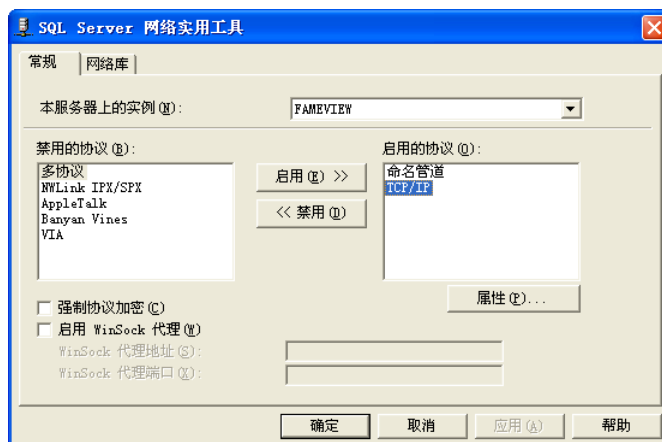 SQL Server 网络实用工具
常规 网络库
本服务器上的实例(N): FAMEVIEW
禁用的协议(B): 启用的协议(O):
多协议
NWLink IPX/SPX
AppleTalk
Banyan Vines
VIA
启用(E) >>
<< 禁用(D)
命名管道
TCP/IP
属性(P)...
强制协议加密(C)
启用 WinSock 代理(W)
WinSock 代理地址(S):
WinSock 代理端口(X):
确定 取消 应用(A) 帮助